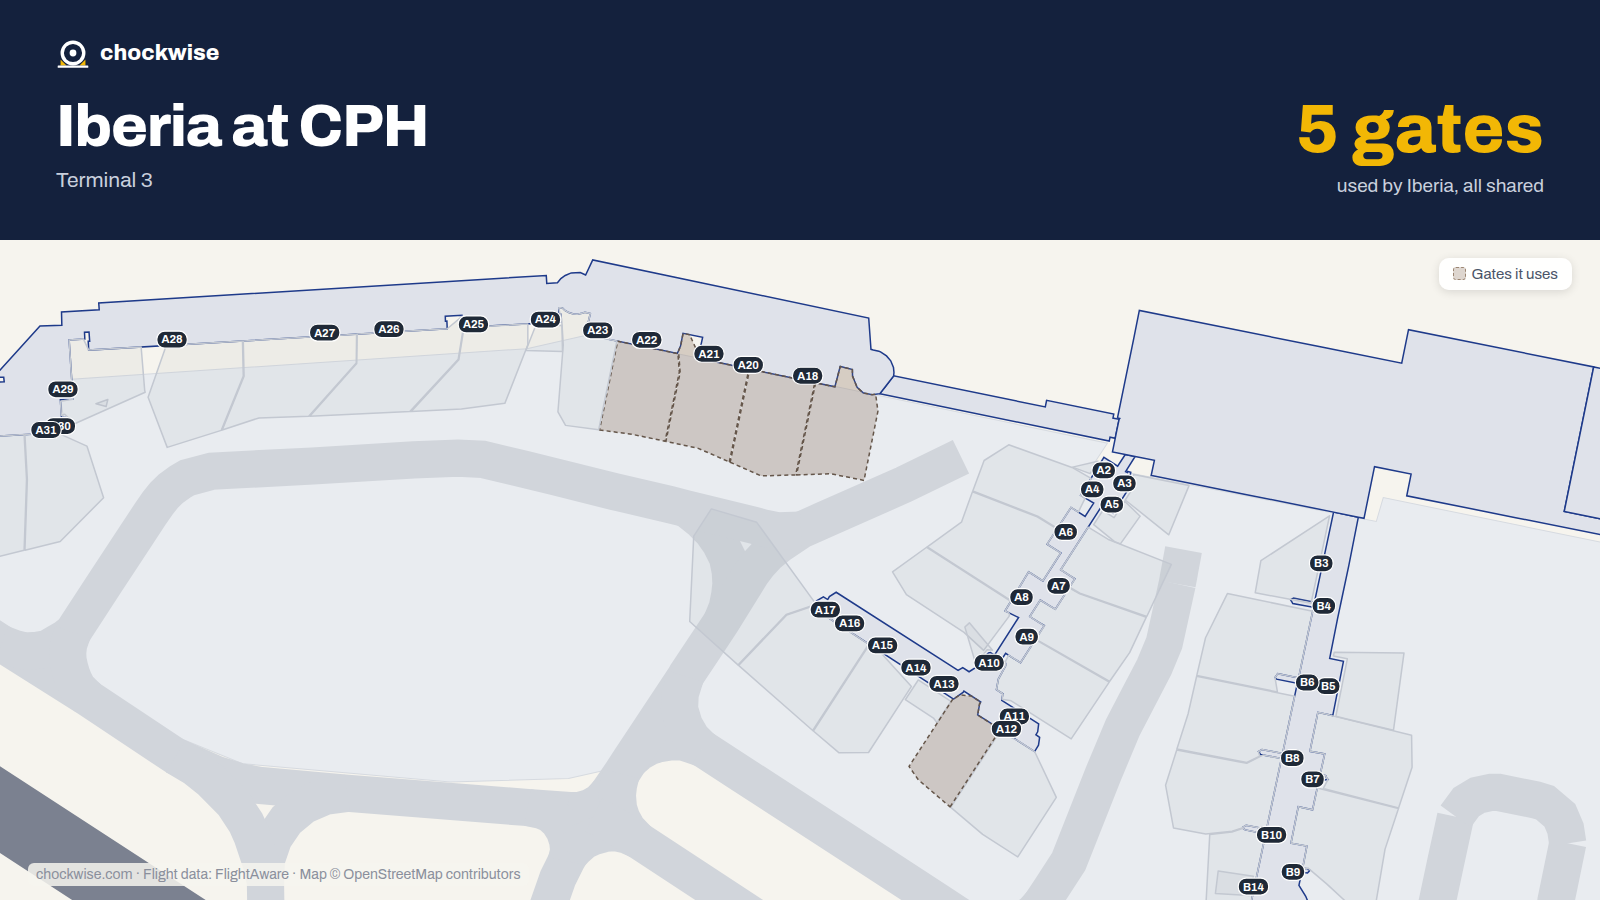 chockwise
Iberia at CPH
Terminal 3
5 gates
used by Iberia, all shared
Gates it uses
A28
A27
A26
A25
A24
A23
A22
A21
A20
A18
A29
A31
30
A2
A3
A4
A5
A6
A7
A8
A9
A10
A17
A16
A15
A14
A13
A11
A12
B3
B4
B6
B5
B8
B7
B10
B9
B14
chockwise.com · Flight data: FlightAware · Map © OpenStreetMap contributors